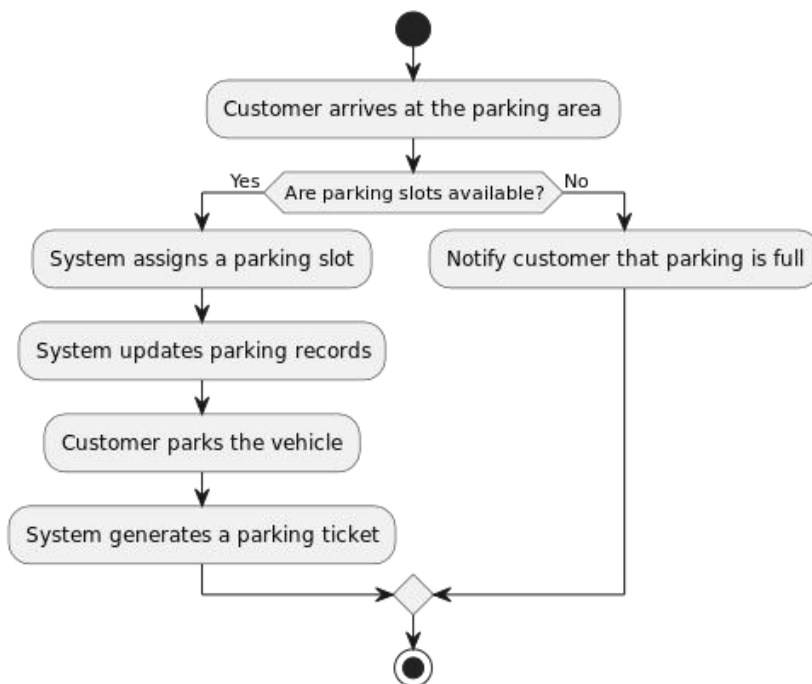 Customer arrives at the parking area
Yes
Are parking slots available?
No
System assigns a parking slot
Notify customer that parking is full
System updates parking records
Customer parks the vehicle
System generates a parking ticket